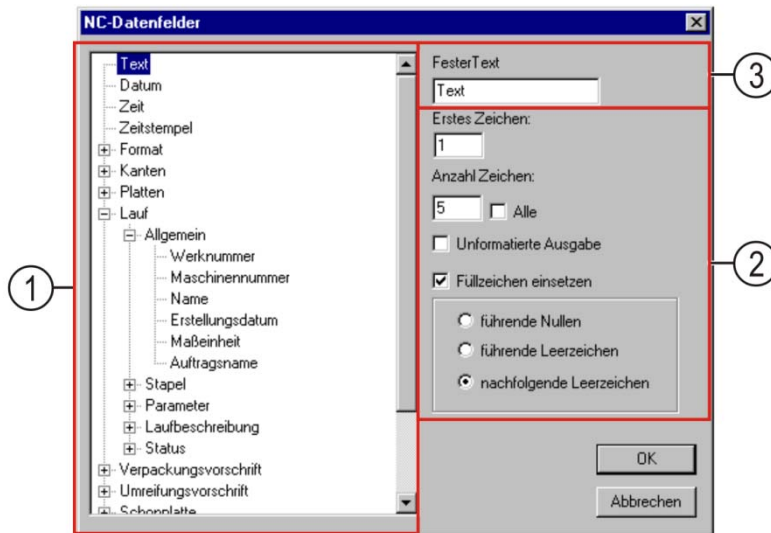 NC-Datenfelder
Text
Datum
Zeit
Zeitstempel
Format
Kanten
Platten
Lauf
Allgemein
Werknummer
Maschinennummer
Name
Erstellungsdatum
Maßeinheit
Auftragsname
Stapel
Parameter
Laufbeschreibung
Status
Verpackungsvorschrift
Umreifungsvorschrift
Schonplatte
FesterText
Text
Erstes Zeichen:
1
Anzahl Zeichen:
5 Alle
Unformatierte Ausgabe
Füllzeichen einsetzen
führende Nullen
führende Leerzeichen
nachfolgende Leerzeichen
OK
Abbrechen
1
3
2